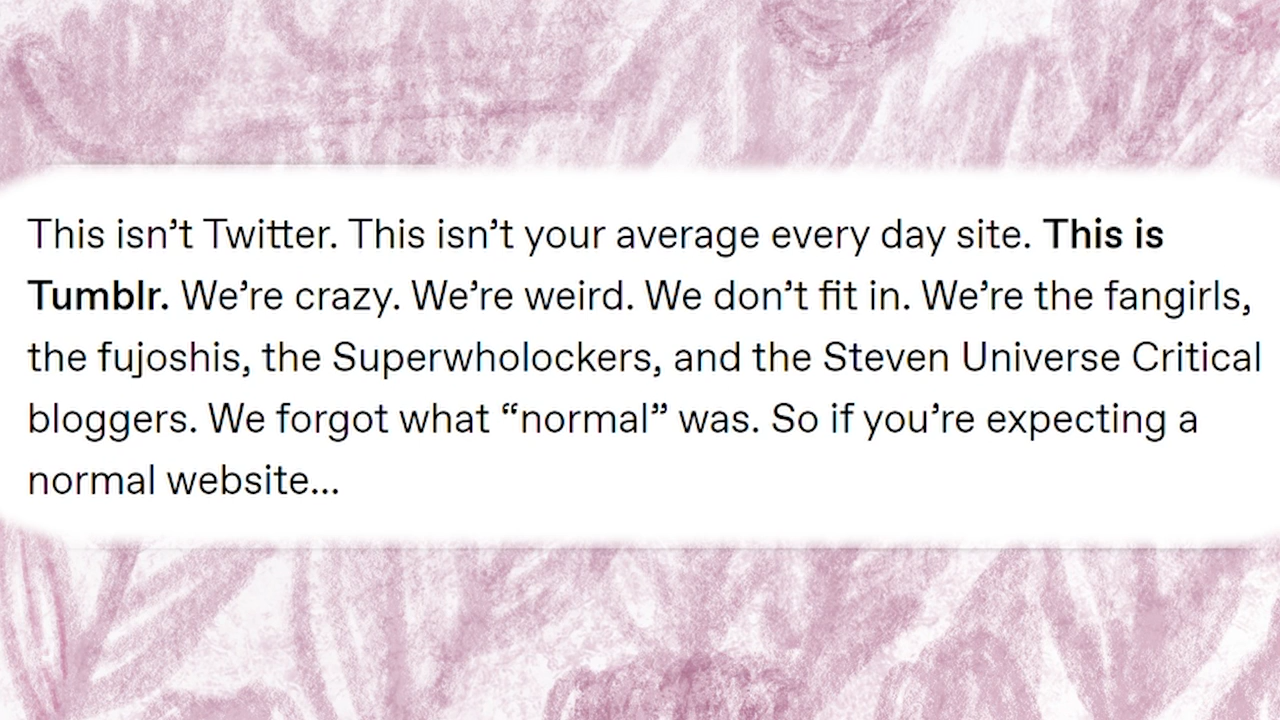 This isn’t Twitter. This isn’t your average every day site. This is
Tumblr. We’re crazy. We’re weird. We don’t fit in. We’re the fangirls,
the fujoshis, the Superwholockers, and the Steven Universe Critical
bloggers. We forgot what “normal” was. So if you’re expecting a
normal website...